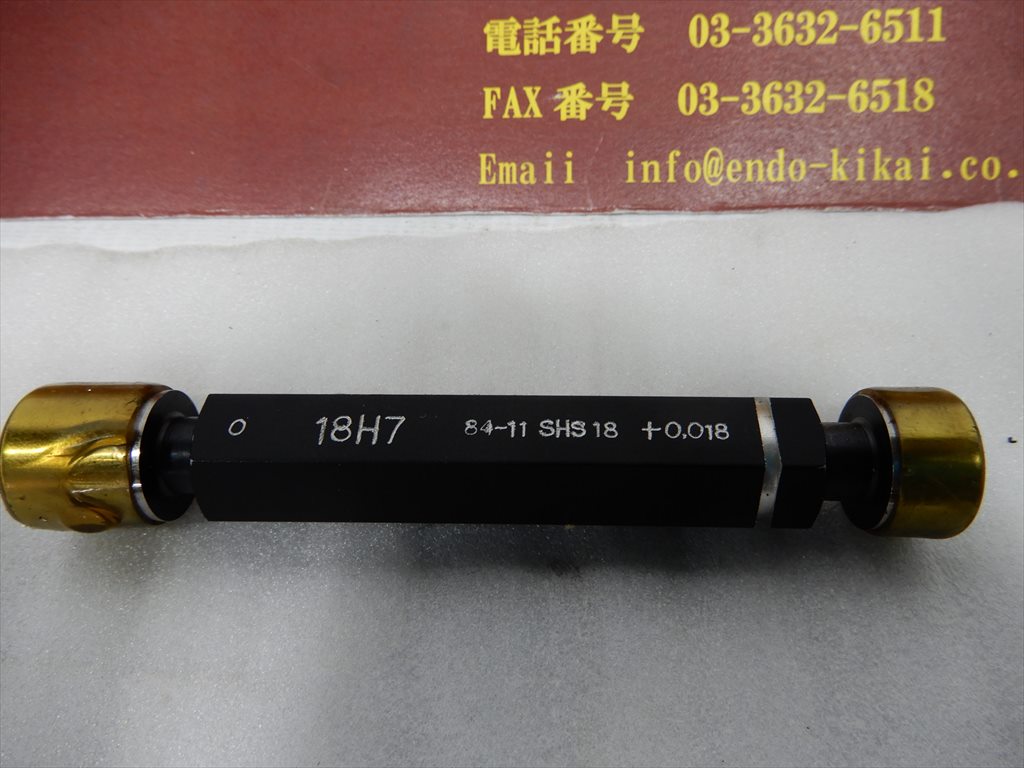 電話番号 03-3632-6511
FAX 番号 03-3632-6518
Emaii info@endo-kikai.co.
0 18H7 84-11 SHS 18 +0.018